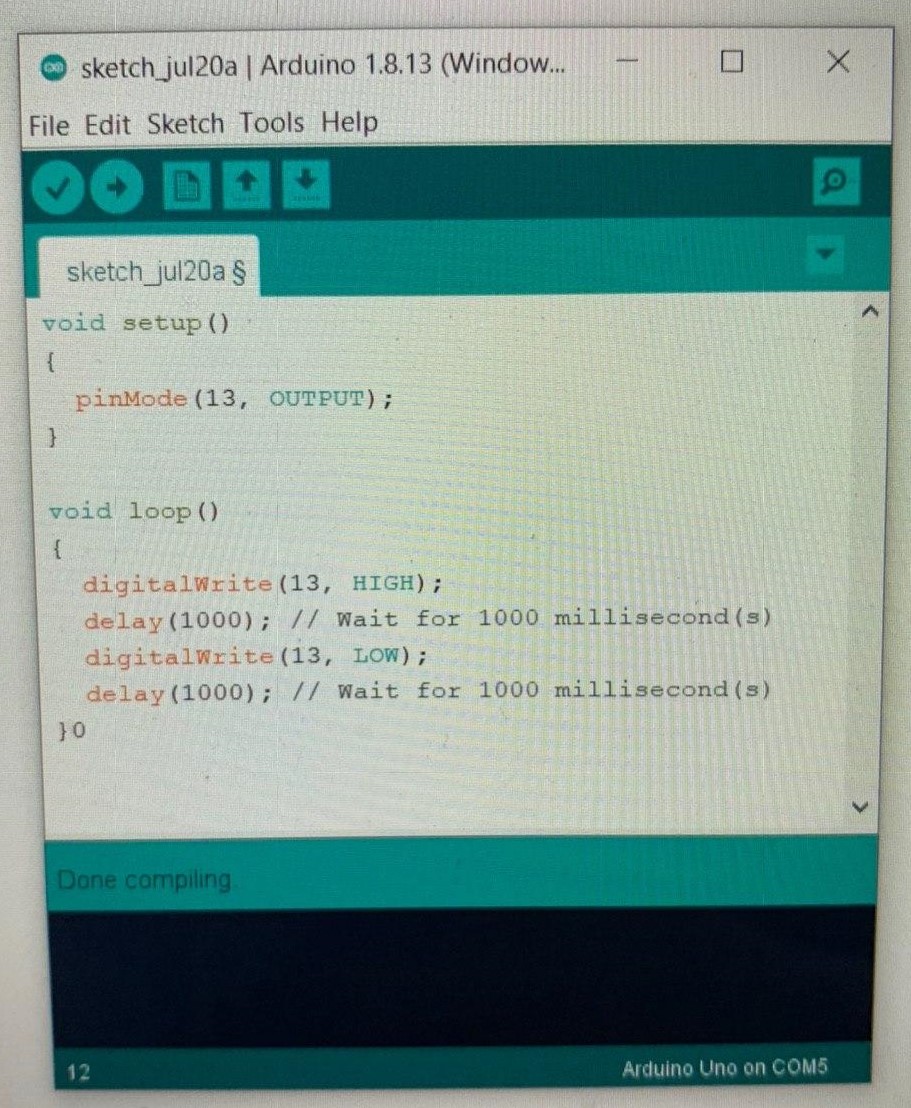 sketch_jul20a | Arduino 1.8.13 (Window...
File Edit Sketch Tools Help
sketch_jul20a §
void setup()
{
  pinMode(13, OUTPUT);
}

void loop()
{
  digitalWrite(13, HIGH);
  delay(1000); // Wait for 1000 millisecond(s)
  digitalWrite(13, LOW);
  delay(1000); // Wait for 1000 millisecond(s)
}0
Done compiling.
12
Arduino Uno on COM5